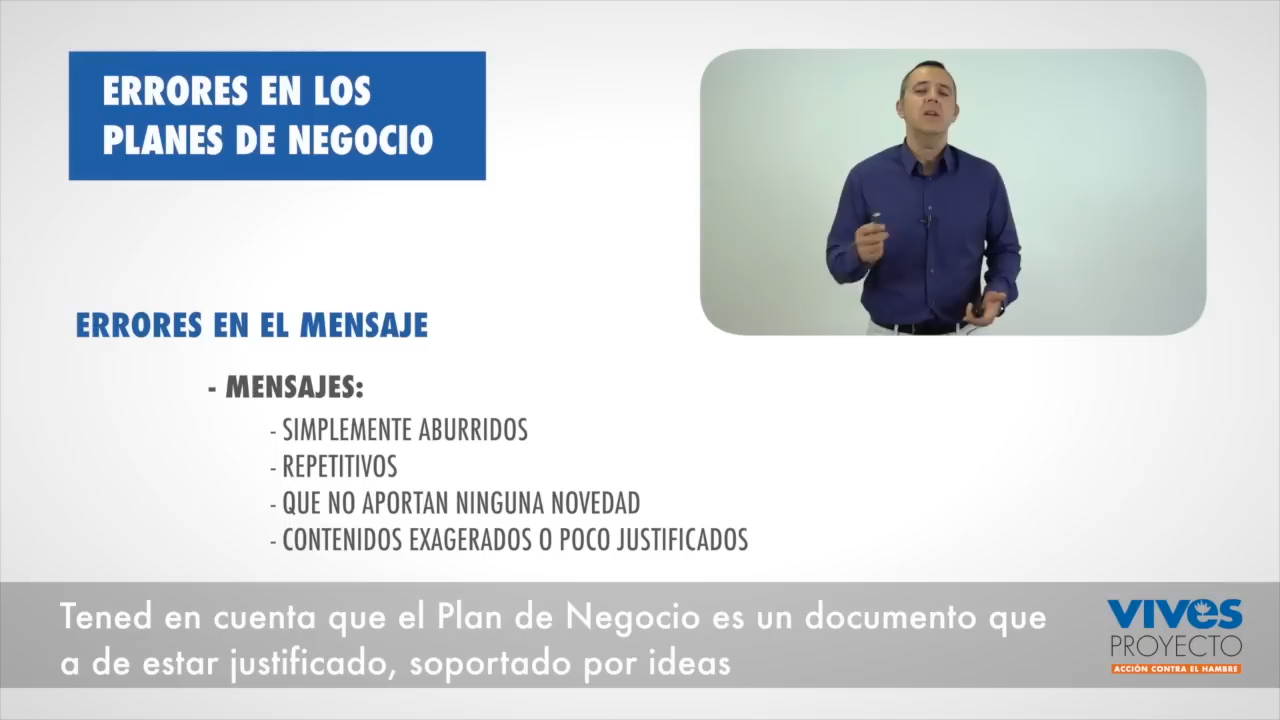 ERRORES EN LOS
PLANES DE NEGOCIO
ERRORES EN EL MENSAJE
- MENSAJES:
- SIMPLEMENTE ABURRIDOS
- REPETITIVOS
- QUE NO APORTAN NINGUNA NOVEDAD
- CONTENIDOS EXAGERADOS O POCO JUSTIFICADOS
Tened en cuenta que el Plan de Negocio es un documento que
a de estar justificado, soportado por ideas
VIVES
PROYECTO
ACCIÓN CONTRA EL HAMBRE